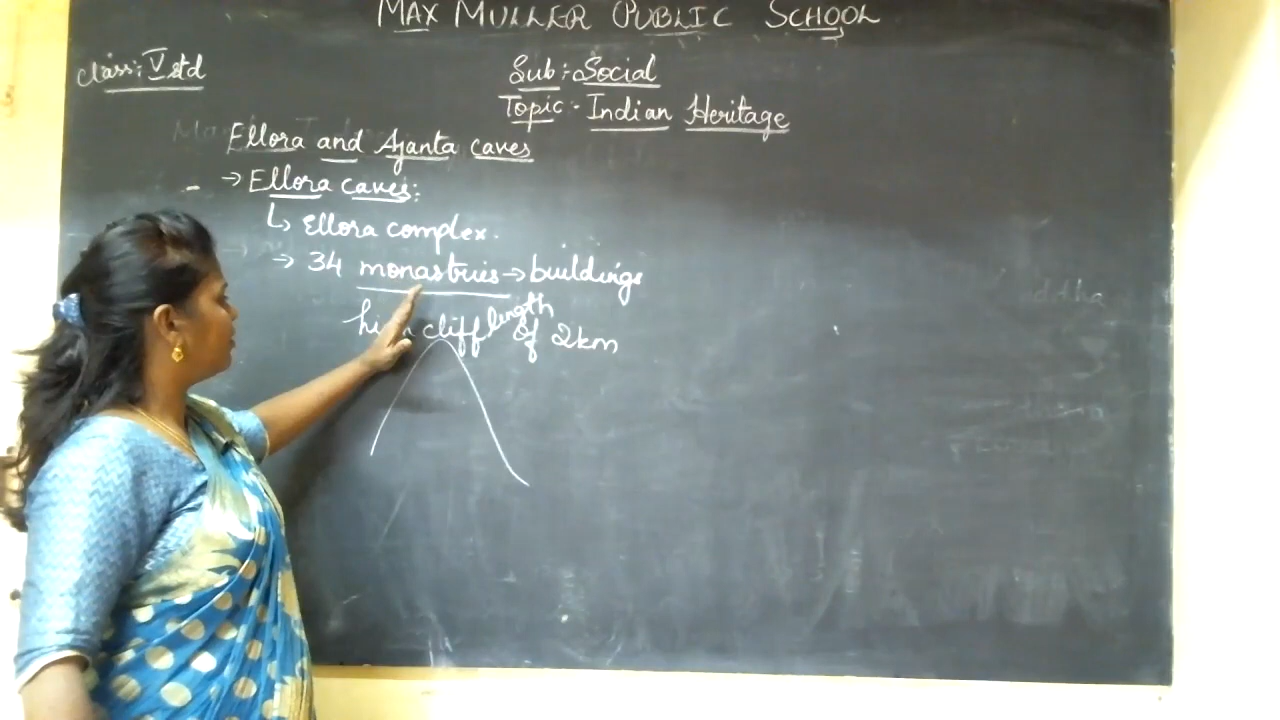 MAX MULLER PUBLIC SCHOOL
Class: V std
Sub:- Social
Topic:- Indian Heritage
Ellora and Ajanta caves
→ Ellora caves:
↳ Ellora complex.
→ 34 monastries → buildings
high cliff length of 2km